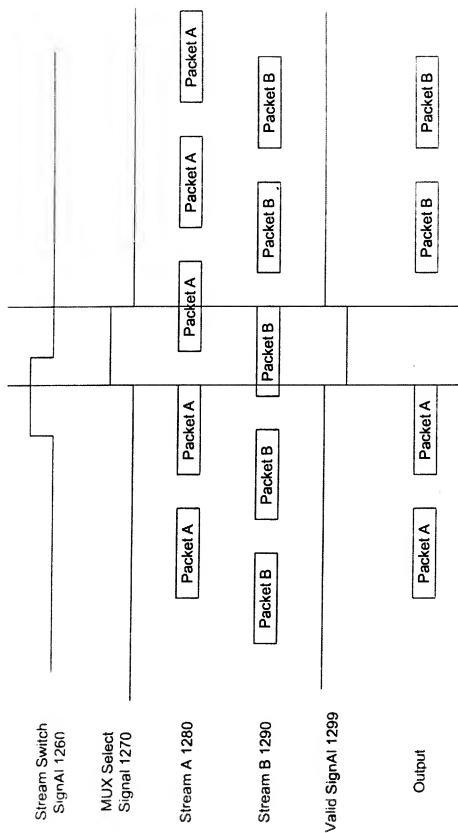 Stream Switch
SignAl 1260
MUX Select
Signal 1270
Stream A 1280
Packet A
Packet A
Packet A
Packet A
Packet A
Stream B 1290
Packet B
Packet B
Packet B
Packet B
Packet B
Valid SignAl 1299
Output
Packet A
Packet A
Packet B
Packet B